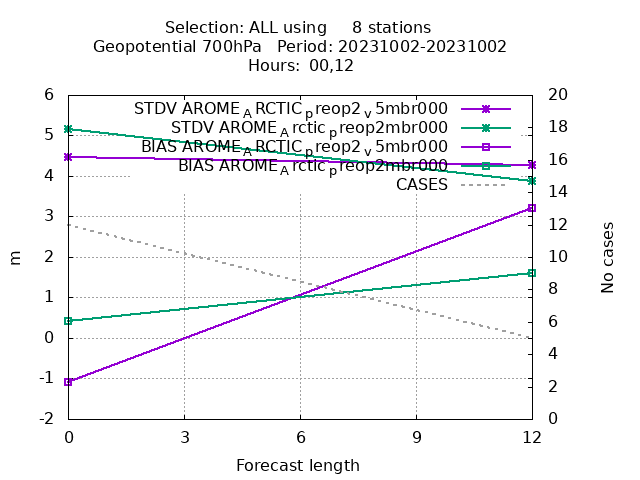 Selection: ALL using     8 stations
Geopotential 700hPa   Period: 20231002-20231002
Hours:  00,12
STDV AROME_ARCTIC_preop2_v5mbr000
STDV AROME_Arctic_preop2mbr000
BIAS AROME_ARCTIC_preop2_v5mbr000
BIAS AROME_Arctic_preop2mbr000
CASES
6
5
4
3
2
1
0
-1
-2
m
20
18
16
14
12
10
8
6
4
2
0
No cases
0 3 6 9 12
Forecast length